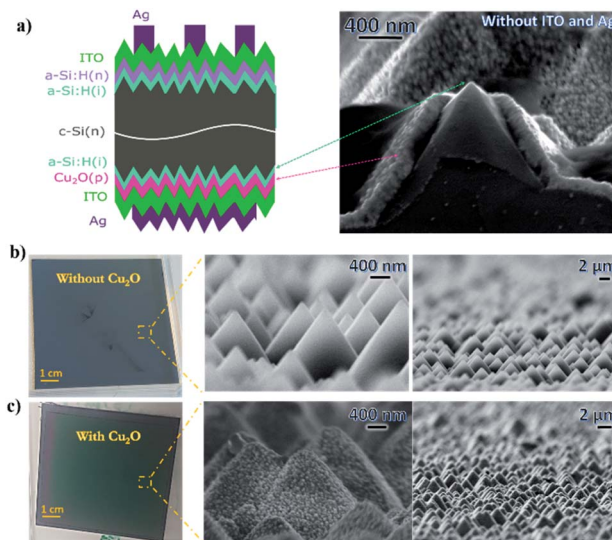 a)
Ag
ITO
a-Si:H(n)
a-Si:H(i)
c-Si(n)
a-Si:H(i)
Cu₂O(p)
ITO
Ag
400 nm
Without ITO and Ag
b)
Without Cu₂O
1 cm
400 nm
2 µm
c)
With Cu₂O
1 cm
400 nm
2 µm